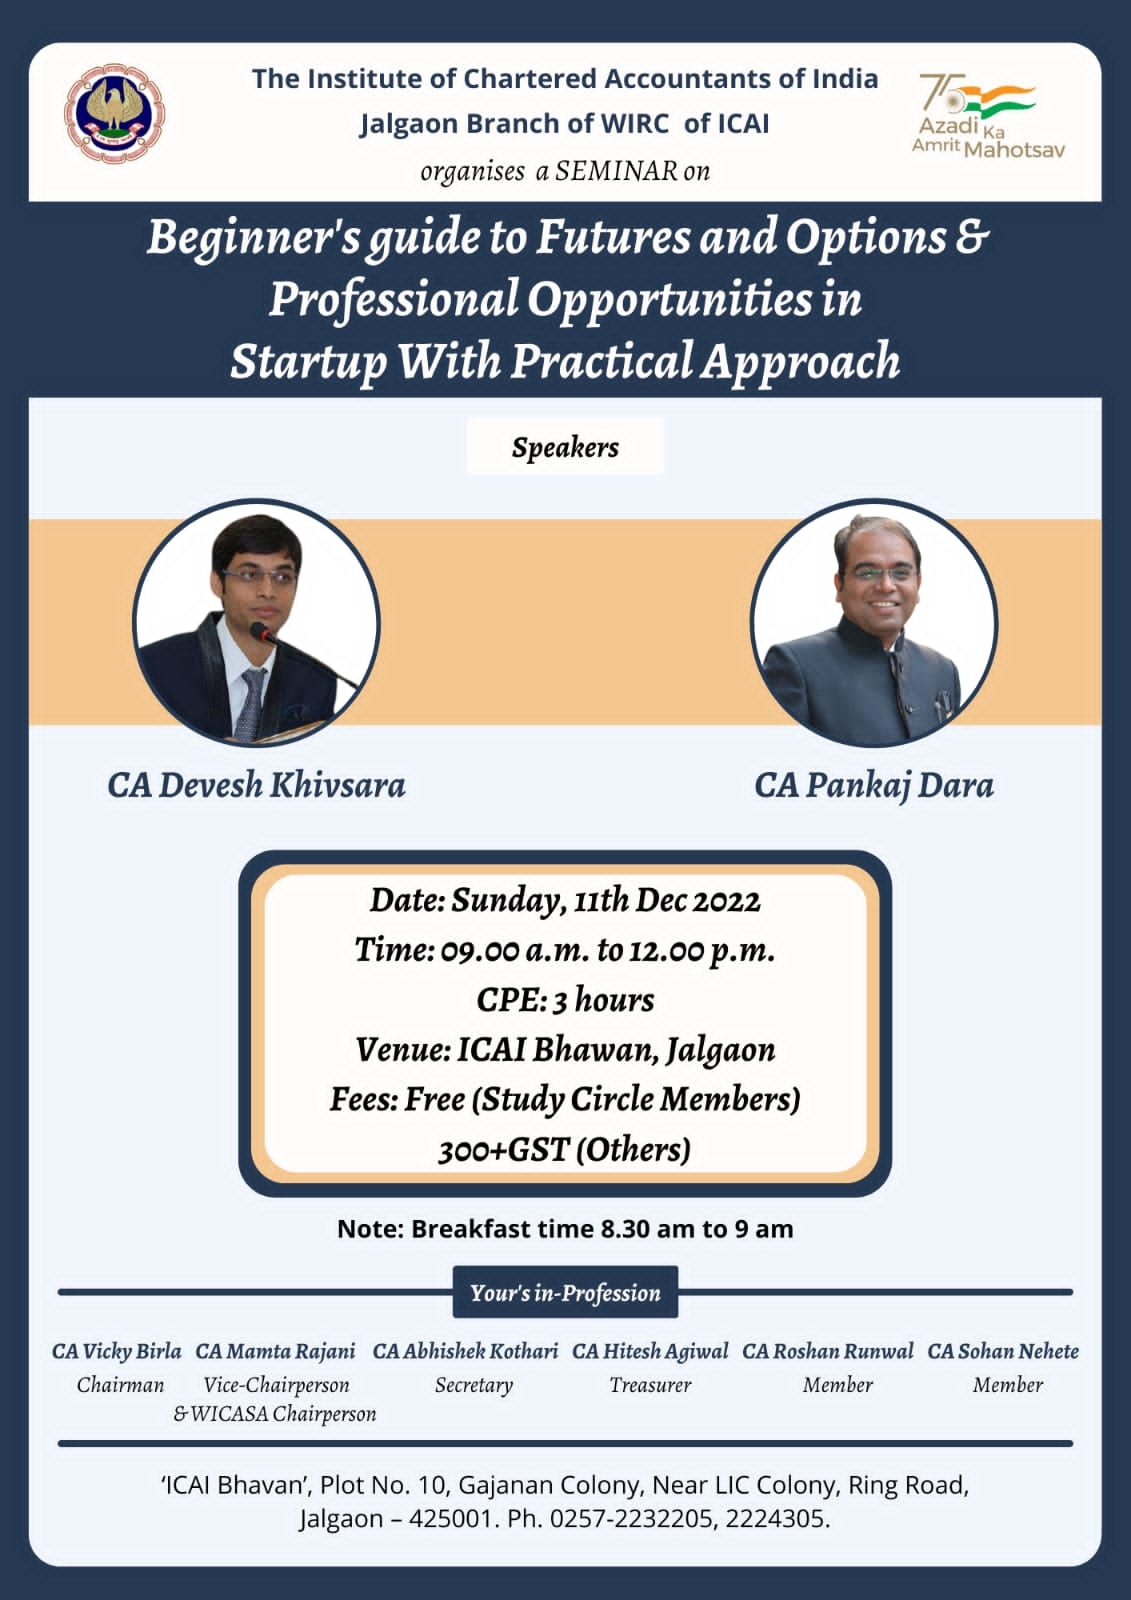 The Institute of Chartered Accountants of India
Jalgaon Branch of WIRC of ICAI
organises a SEMINAR on
75
Azadi Ka
Amrit Mahotsav
Beginner's guide to Futures and Options &
Professional Opportunities in
Startup With Practical Approach
Speakers
CA Devesh Khivsara
CA Pankaj Dara
Date: Sunday, 11th Dec 2022
Time: 09.00 a.m. to 12.00 p.m.
CPE: 3 hours
Venue: ICAI Bhawan, Jalgaon
Fees: Free (Study Circle Members)
300+GST (Others)
Note: Breakfast time 8.30 am to 9 am
Your's in-Profession
CA Vicky Birla
Chairman
CA Mamta Rajani
Vice-Chairperson
& WICASA Chairperson
CA Abhishek Kothari
Secretary
CA Hitesh Agiwal
Treasurer
CA Roshan Runwal
Member
CA Sohan Nehete
Member
‘ICAI Bhavan’, Plot No. 10, Gajanan Colony, Near LIC Colony, Ring Road,
Jalgaon – 425001. Ph. 0257-2232205, 2224305.